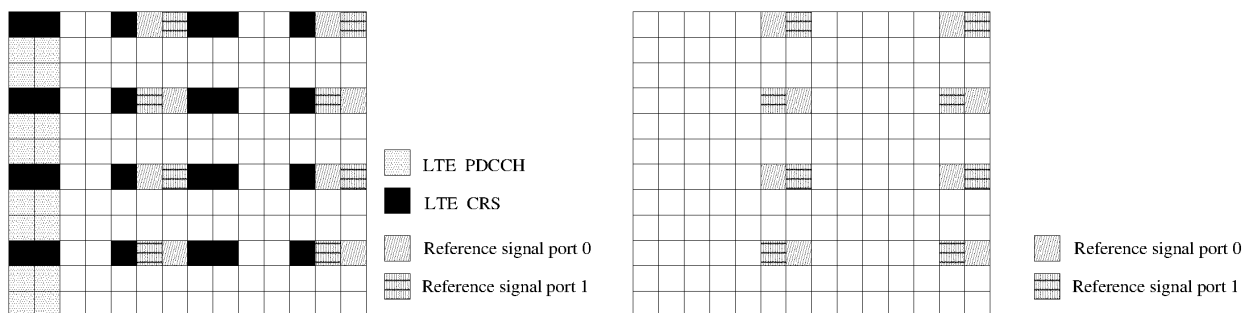 LTE PDCCH
LTE CRS
Reference signal port 0
Reference signal port 1
Reference signal port 0
Reference signal port 1